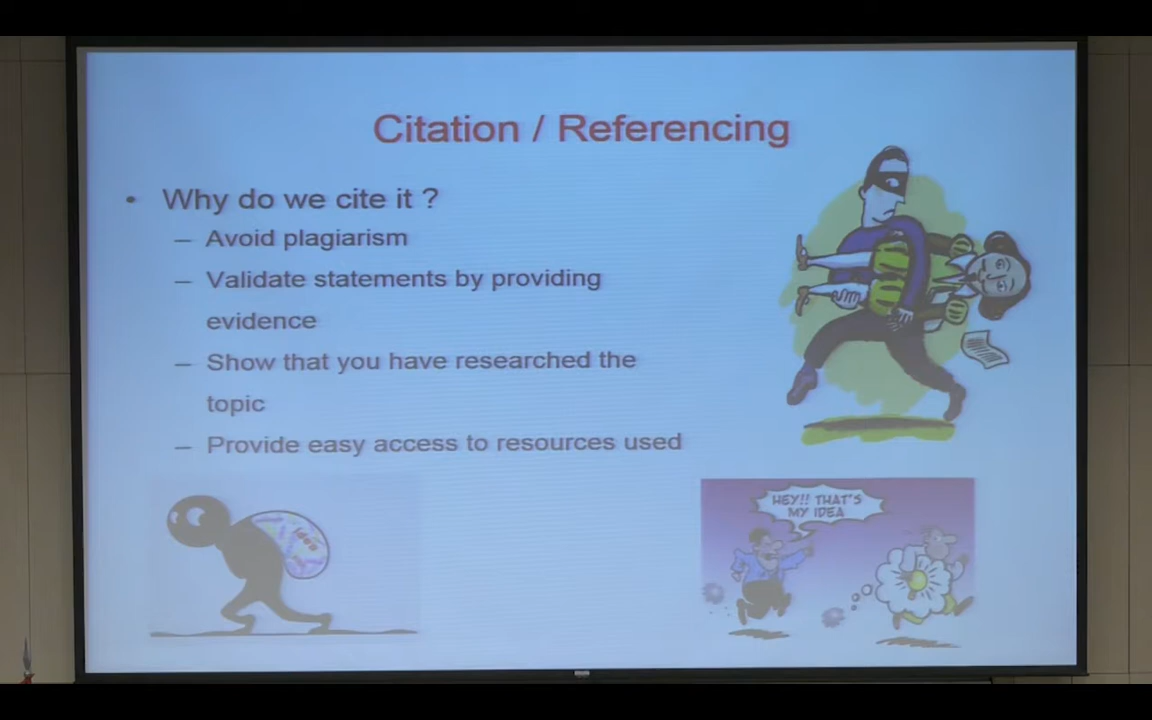 Citation / Referencing
• Why do we cite it ?
– Avoid plagiarism
– Validate statements by providing
evidence
– Show that you have researched the
topic
– Provide easy access to resources used
HEY!! THAT'S
MY IDEA
idea